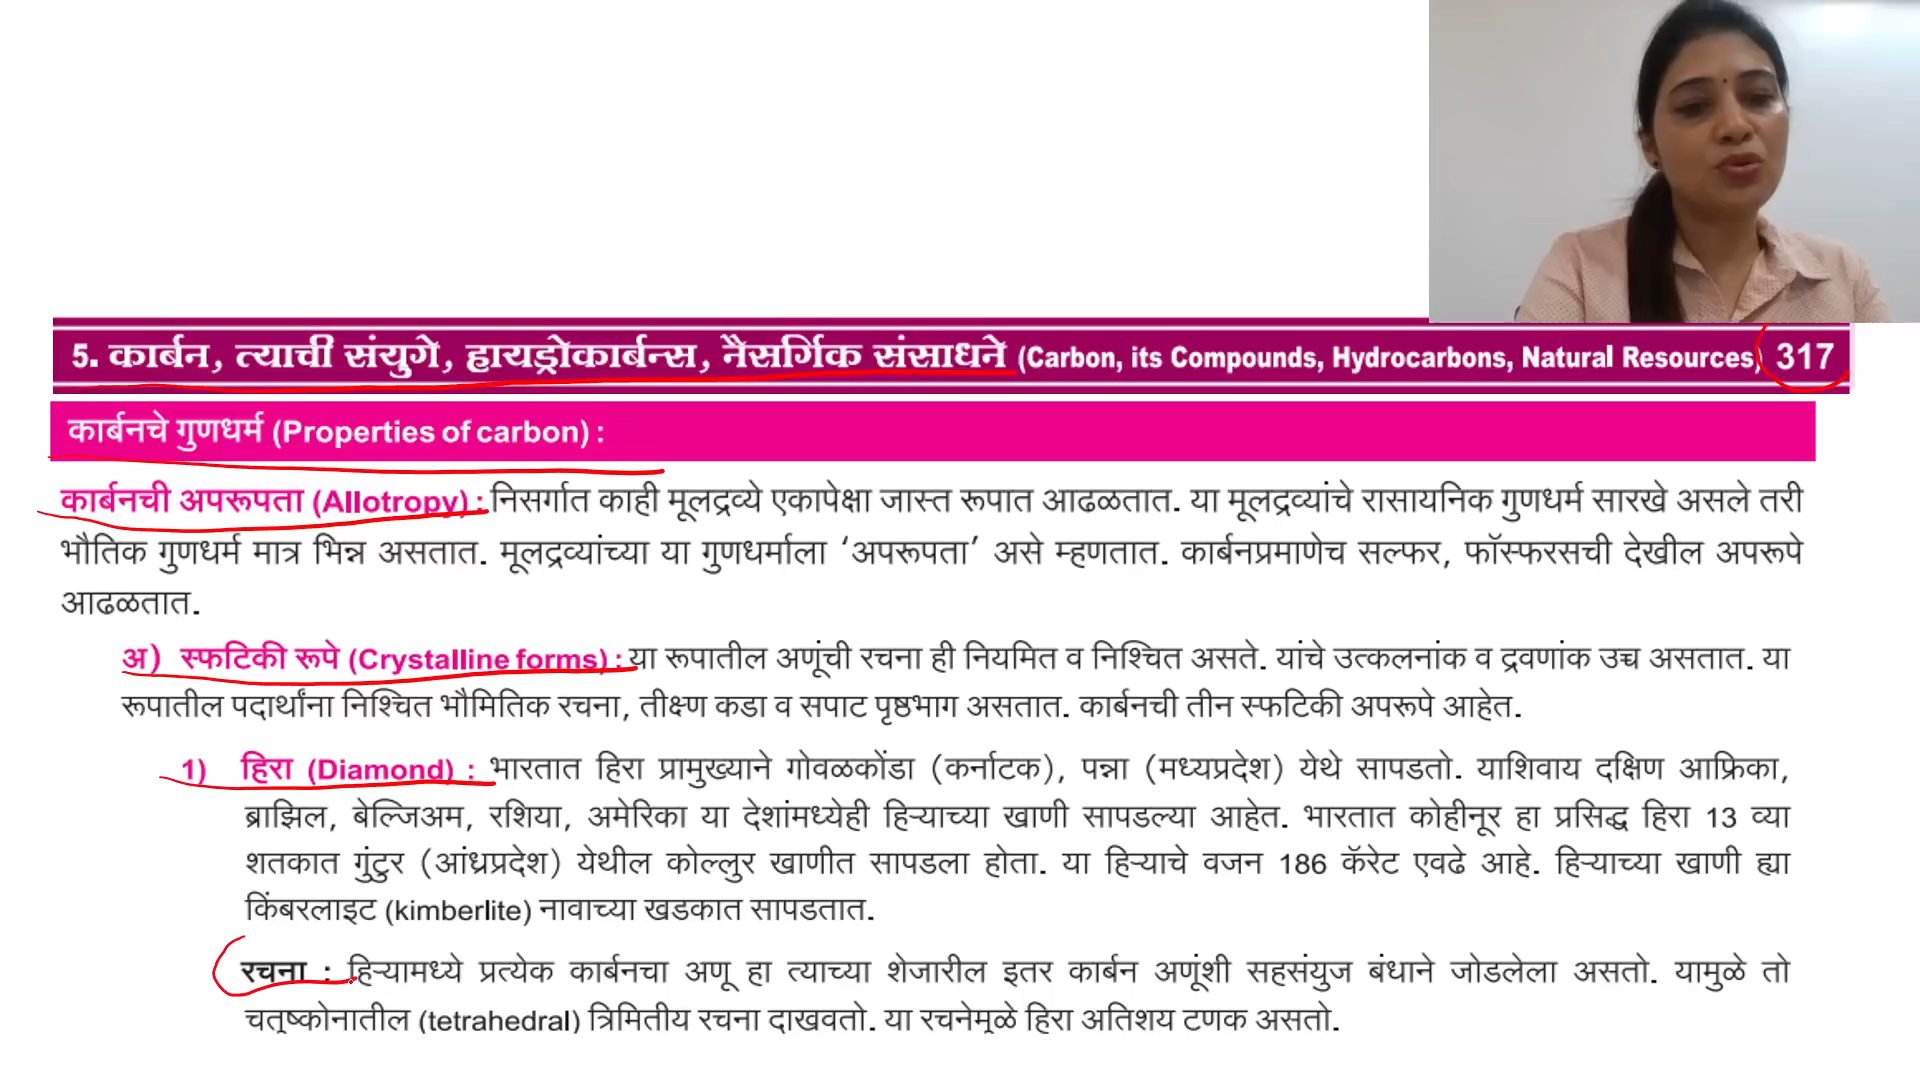 5. कार्बन, त्याची संयुगे, हायड्रोकार्बन्स, नैसर्गिक संसाधने (Carbon, its Compounds, Hydrocarbons, Natural Resources) 317
कार्बनचे गुणधर्म (Properties of carbon) :
कार्बनची अपरूपता (Allotropy) : निसर्गात काही मूलद्रव्ये एकापेक्षा जास्त रूपात आढळतात. या मूलद्रव्यांचे रासायनिक गुणधर्म सारखे असले तरी
भौतिक गुणधर्म मात्र भिन्न असतात. मूलद्रव्यांच्या या गुणधर्माला ‘अपरूपता’ असे म्हणतात. कार्बनप्रमाणेच सल्फर, फॉस्फरसची देखील अपरूपे
आढळतात.
अ) स्फटिकी रूपे (Crystalline forms) : या रूपातील अणूंची रचना ही नियमित व निश्चित असते. यांचे उत्कलनांक व द्रवणांक उच्च असतात. या
रूपातील पदार्थांना निश्चित भौमितिक रचना, तीक्ष्ण कडा व सपाट पृष्ठभाग असतात. कार्बनची तीन स्फटिकी अपरूपे आहेत.
1) हिरा (Diamond) : भारतात हिरा प्रामुख्याने गोवळकोंडा (कर्नाटक), पन्ना (मध्यप्रदेश) येथे सापडतो. याशिवाय दक्षिण आफ्रिका,
ब्राझिल, बेल्जिअम, रशिया, अमेरिका या देशांमध्येही हिऱ्याच्या खाणी सापडल्या आहेत. भारतात कोहीनूर हा प्रसिद्ध हिरा 13 व्या
शतकात गुंटुर (आंध्रप्रदेश) येथील कोल्लुर खाणीत सापडला होता. या हिऱ्याचे वजन 186 कॅरेट एवढे आहे. हिऱ्याच्या खाणी ह्या
किंबरलाइट (kimberlite) नावाच्या खडकात सापडतात.
रचना : हिऱ्यामध्ये प्रत्येक कार्बनचा अणू हा त्याच्या शेजारील इतर कार्बन अणूंशी सहसंयुज बंधाने जोडलेला असतो. यामुळे तो
चतुष्कोनातील (tetrahedral) त्रिमितीय रचना दाखवतो. या रचनेमुळे हिरा अतिशय टणक असतो.